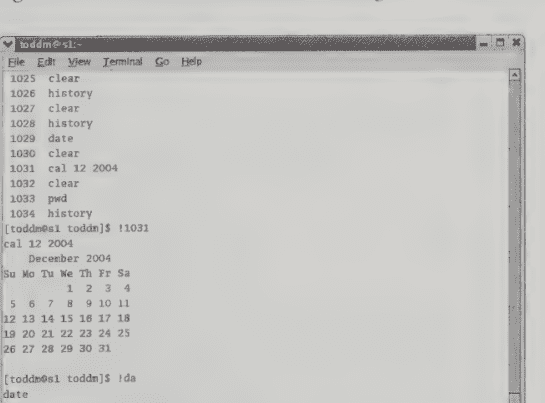 toddm@s1:~
File Edit View Terminal Go Help
1025 clear
1026 history
1027 clear
1028 history
1029 date
1030 clear
1031 cal 12 2004
1032 clear
1033 pwd
1034 history
[toddm@s1 toddm]$ !1031
cal 12 2004
December 2004
Su Mo Tu We Th Fr Sa
1 2 3 4
5 6 7 8 9 10 11
12 13 14 15 16 17 18
19 20 21 22 23 24 25
26 27 28 29 30 31
[toddm@s1 toddm]$ !da
date